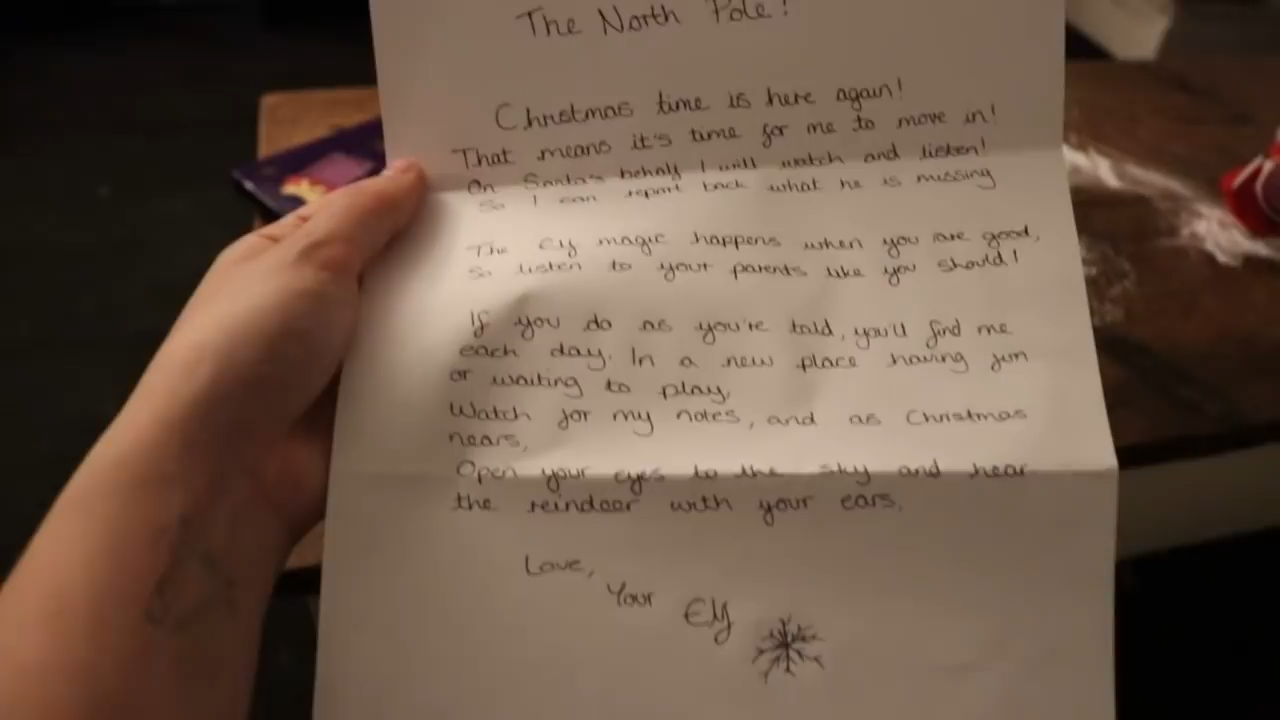 The North Pole!
Christmas time is here again!
That means it's time for me to move in!
On Santa's behalf I will watch and listen!
So I can report back what he is missing
The Elf magic happens when you are good,
So listen to your parents like you should!
If you do as you're told, you'll find me
each day. In a new place having fun
or waiting to play,
Watch for my notes, and as Christmas
nears,
Open your eyes to the sky and hear
the reindeer with your ears.
Love,
Your Elf